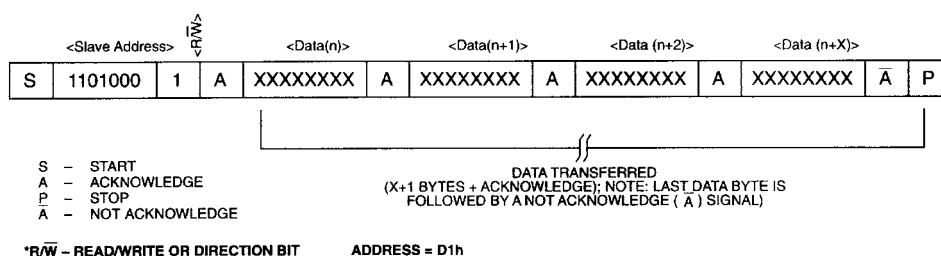 <Slave Address> <R/W̅> <Data(n)> <Data(n+1)> <Data (n+2)> <Data (n+X)>
S 1101000 1 A XXXXXXXX A XXXXXXXX A XXXXXXXX A XXXXXXXX A̅ P
S – START
A – ACKNOWLEDGE
P – STOP
A̅ – NOT ACKNOWLEDGE
DATA TRANSFERRED
(X+1 BYTES + ACKNOWLEDGE); NOTE: LAST DATA BYTE IS
FOLLOWED BY A NOT ACKNOWLEDGE ( A̅ ) SIGNAL)
*R/W̅ – READ/WRITE OR DIRECTION BIT ADDRESS = D1h